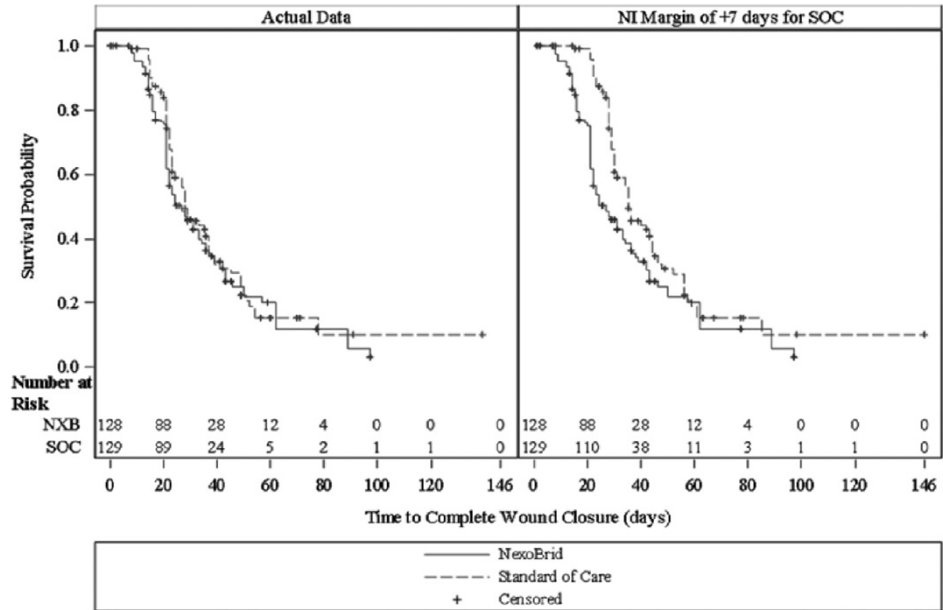 Actual Data NI Margin of +7 days for SOC
Survival Probability
1.0
0.8
0.6
0.4
0.2
0.0
Number at
Risk
NXB 128 88 28 12 4 0 0 0 128 88 28 12 4 0 0 0
SOC 129 89 24 5 2 1 1 0 129 110 38 11 3 1 1 0
0 20 40 60 80 100 120 146 0 20 40 60 80 100 120 146
Time to Complete Wound Closure (days)
NexoBrid
Standard of Care
+ Censored